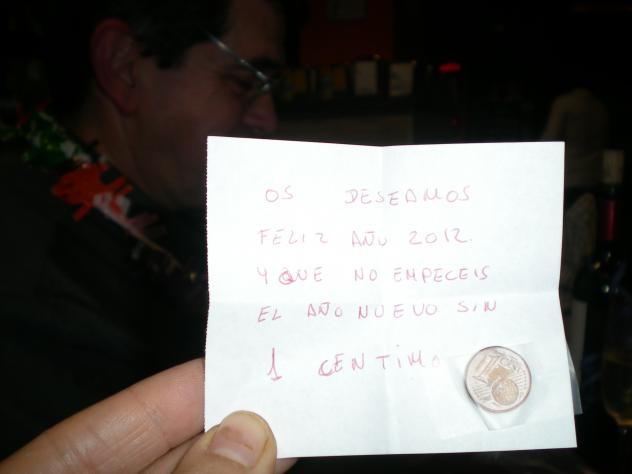 OS DESEAMOS
FELIZ AÑO 2012.
Y QUE NO EMPECEIS
EL AÑO NUEVO SIN
1 CENTIMO